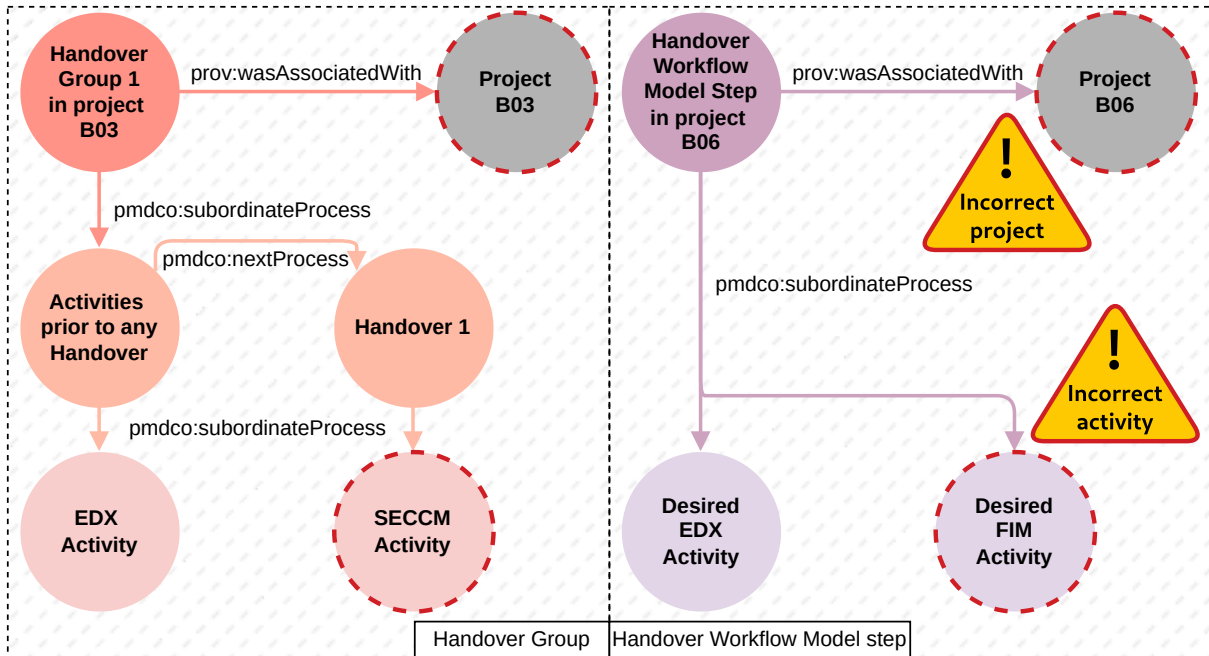 Handover
Group 1
in project
B03
prov:wasAssociatedWith
Project
B03
pmdco:subordinateProcess
pmdco:nextProcess
Activities
prior to any
Handover
Handover 1
pmdco:subordinateProcess
EDX
Activity
SECCM
Activity
Handover Group
Handover
Workflow
Model Step
in project
B06
prov:wasAssociatedWith
Project
B06
!
Incorrect
project
pmdco:subordinateProcess
!
Incorrect
activity
Desired
EDX
Activity
Desired
FIM
Activity
Handover Workflow Model step